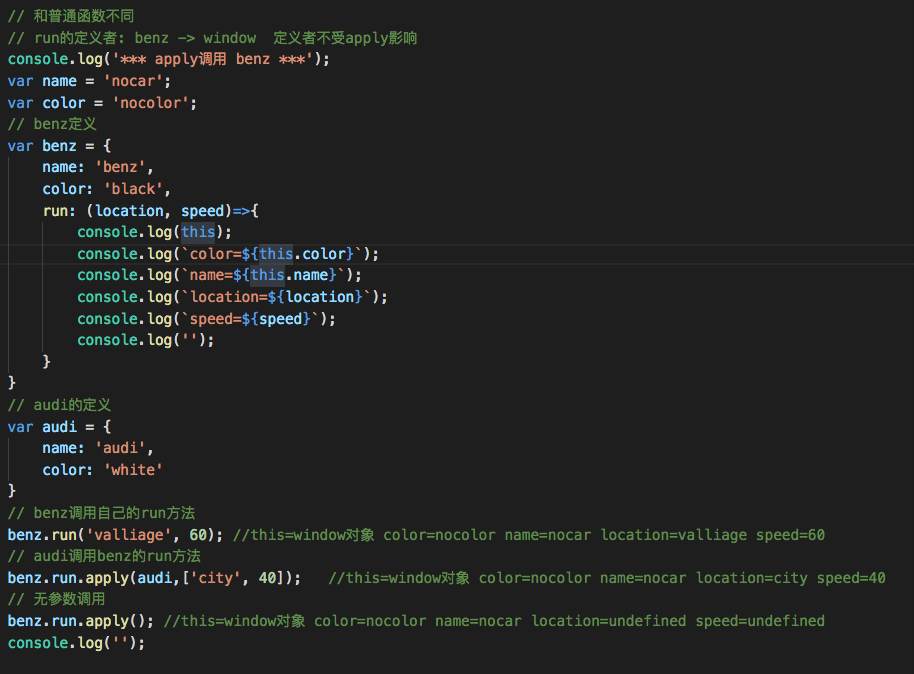 // 和普通函数不同
// run的定义者: benz -> window  定义者不受apply影响
console.log('*** apply调用 benz ***');
var name = 'nocar';
var color = 'nocolor';
// benz定义
var benz = {
    name: 'benz',
    color: 'black',
    run: (location, speed)=>{
        console.log(this);
        console.log(`color=${this.color}`);
        console.log(`name=${this.name}`);
        console.log(`location=${location}`);
        console.log(`speed=${speed}`);
        console.log('');
    }
}
// audi的定义
var audi = {
    name: 'audi',
    color: 'white'
}
// benz调用自己的run方法
benz.run('valliage', 60); //this=window对象 color=nocolor name=nocar location=valliage speed=60
// audi调用benz的run方法
benz.run.apply(audi,['city', 40]);   //this=window对象 color=nocolor name=nocar location=city speed=40
// 无参数调用
benz.run.apply(); //this=window对象 color=nocolor name=nocar location=undefined speed=undefined
console.log('');